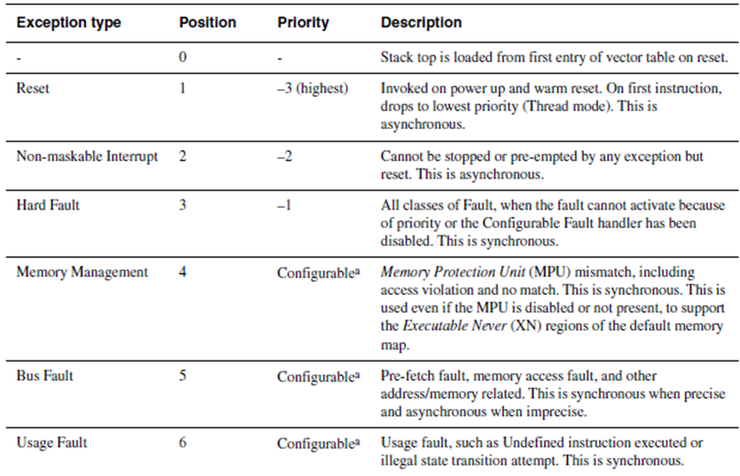 Exception type Position Priority Description
- 0 - Stack top is loaded from first entry of vector table on reset.
Reset 1 –3 (highest) Invoked on power up and warm reset. On first instruction,
drops to lowest priority (Thread mode). This is
asynchronous.
Non-maskable Interrupt 2 –2 Cannot be stopped or pre-empted by any exception but
reset. This is asynchronous.
Hard Fault 3 –1 All classes of Fault, when the fault cannot activate because
of priority or the Configurable Fault handler has been
disabled. This is synchronous.
Memory Management 4 Configurableᵃ Memory Protection Unit (MPU) mismatch, including
access violation and no match. This is synchronous. This is
used even if the MPU is disabled or not present, to support
the Executable Never (XN) regions of the default memory
map.
Bus Fault 5 Configurableᵃ Pre-fetch fault, memory access fault, and other
address/memory related. This is synchronous when precise
and asynchronous when imprecise.
Usage Fault 6 Configurableᵃ Usage fault, such as Undefined instruction executed or
illegal state transition attempt. This is synchronous.